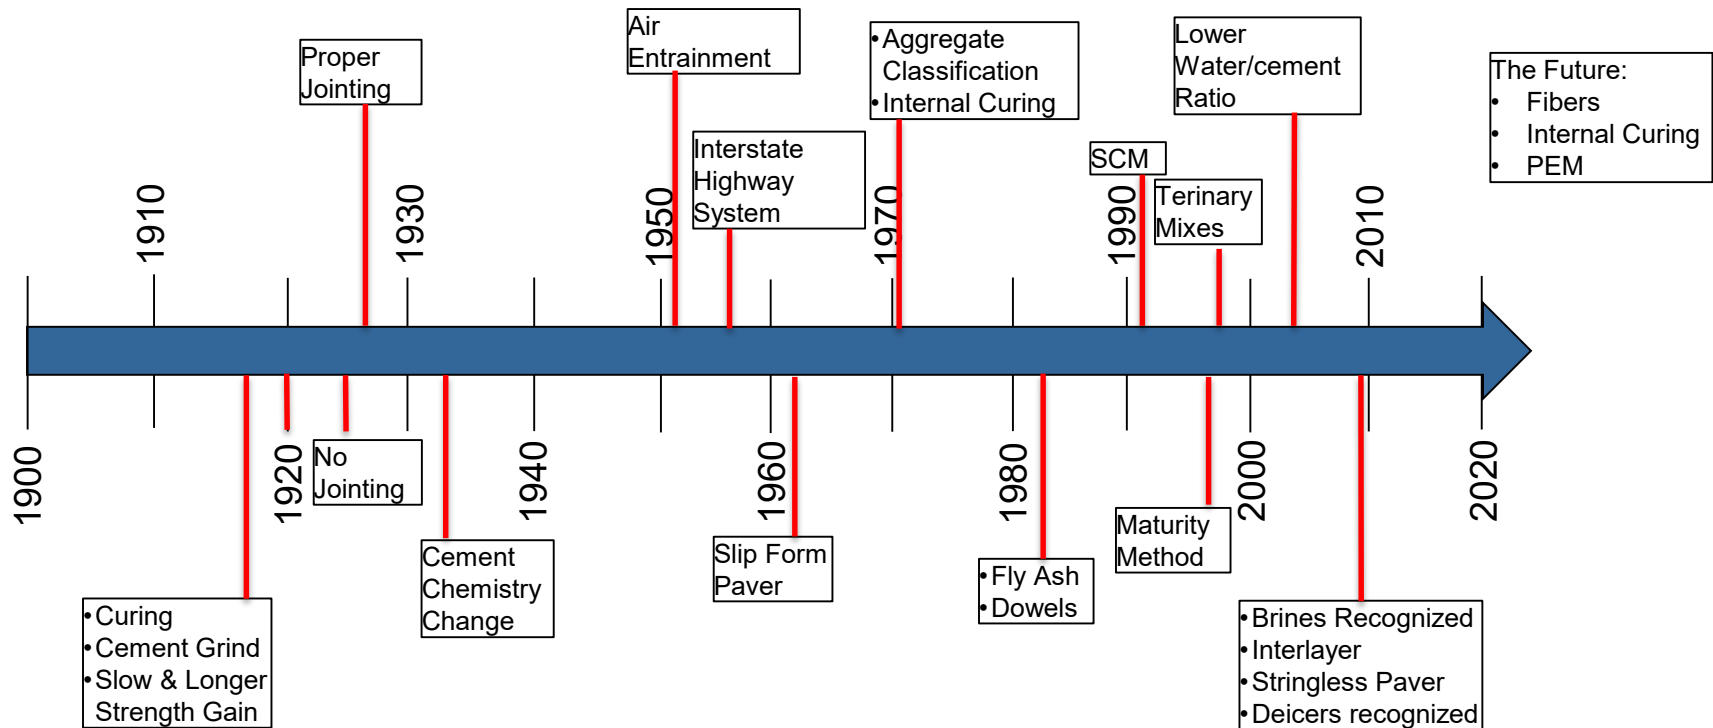 Proper
Jointing
Air
Entrainment
• Aggregate
Classification
• Internal Curing
Lower
Water/cement
Ratio
The Future:
• Fibers
• Internal Curing
• PEM
Interstate
Highway
System
SCM
Terinary
Mixes
1910
1930
1950
1970
1990
2010
1900
1920
1940
1960
1980
2000
2020
No
Jointing
Cement
Chemistry
Change
Slip Form
Paver
Maturity
Method
• Fly Ash
• Dowels
• Curing
• Cement Grind
• Slow & Longer
Strength Gain
• Brines Recognized
• Interlayer
• Stringless Paver
• Deicers recognized